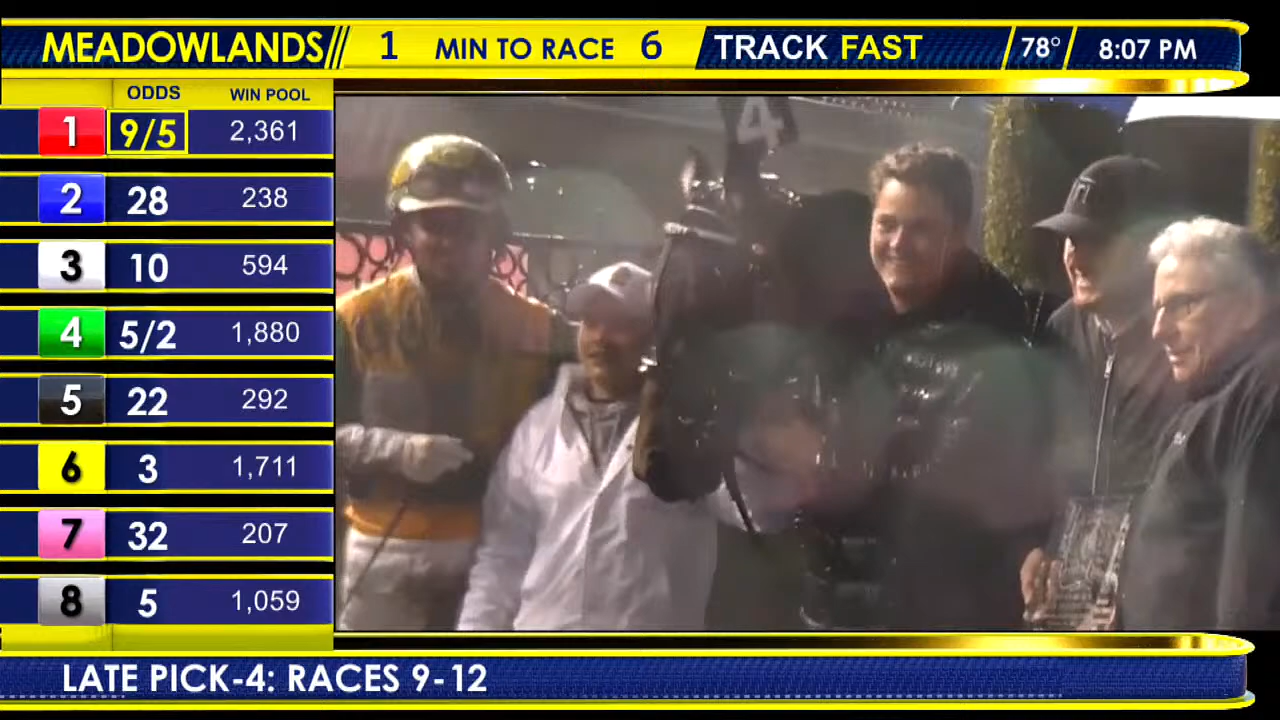 MEADOWLANDS
1 MIN TO RACE 6
TRACK FAST
78°
8:07 PM
ODDS WIN POOL
1 9/5 2,361
2 28 238
3 10 594
4 5/2 1,880
5 22 292
6 3 1,711
7 32 207
8 5 1,059
4
LATE PICK-4: RACES 9-12